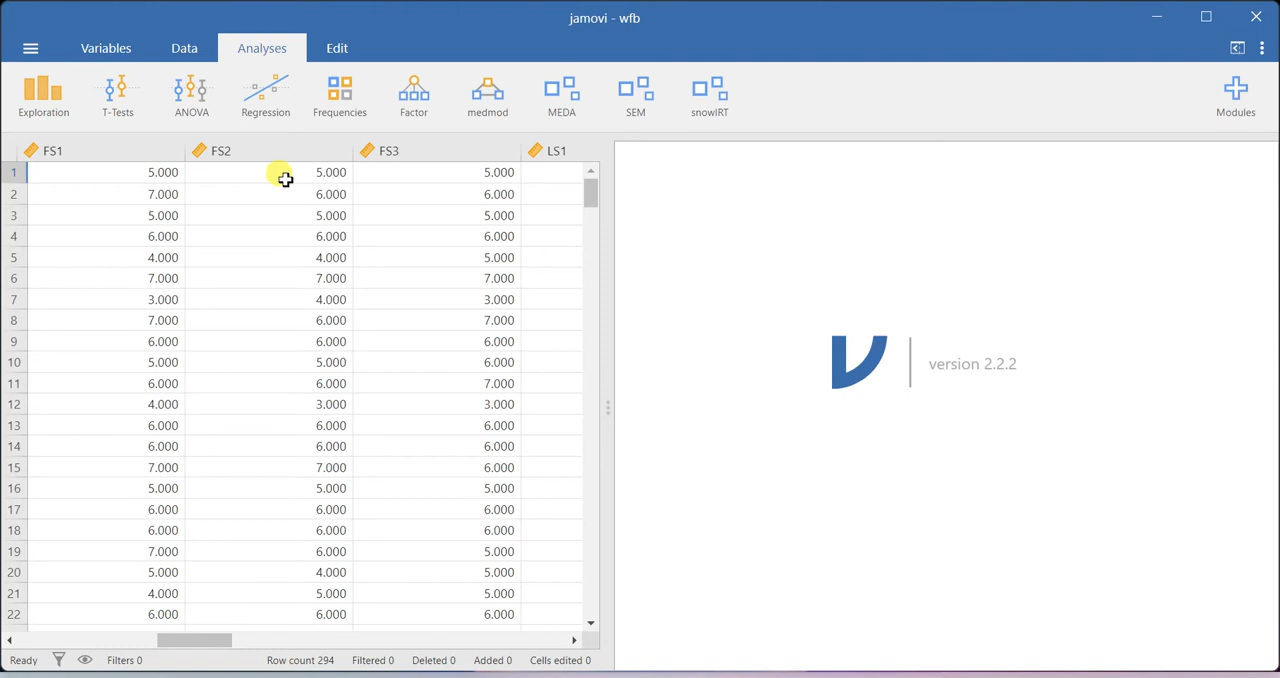 jamovi - wfb
Variables Data Analyses Edit
Exploration T-Tests ANOVA Regression Frequencies Factor medmod MEDA SEM snowIRT Modules
FS1 FS2 FS3 LS1
1 5.000 5.000 5.000
2 7.000 6.000 6.000
3 5.000 5.000 5.000
4 6.000 6.000 6.000
5 4.000 4.000 5.000
6 7.000 7.000 7.000
7 3.000 4.000 3.000
8 7.000 6.000 7.000
9 6.000 6.000 6.000
10 5.000 5.000 6.000
11 6.000 6.000 7.000
12 4.000 3.000 3.000
13 6.000 6.000 6.000
14 6.000 6.000 6.000
15 7.000 7.000 6.000
16 5.000 5.000 5.000
17 6.000 6.000 6.000
18 6.000 6.000 6.000
19 7.000 6.000 5.000
20 5.000 4.000 5.000
21 4.000 5.000 5.000
22 6.000 6.000 6.000
version 2.2.2
Ready Filters 0 Row count 294 Filtered 0 Deleted 0 Added 0 Cells edited 0